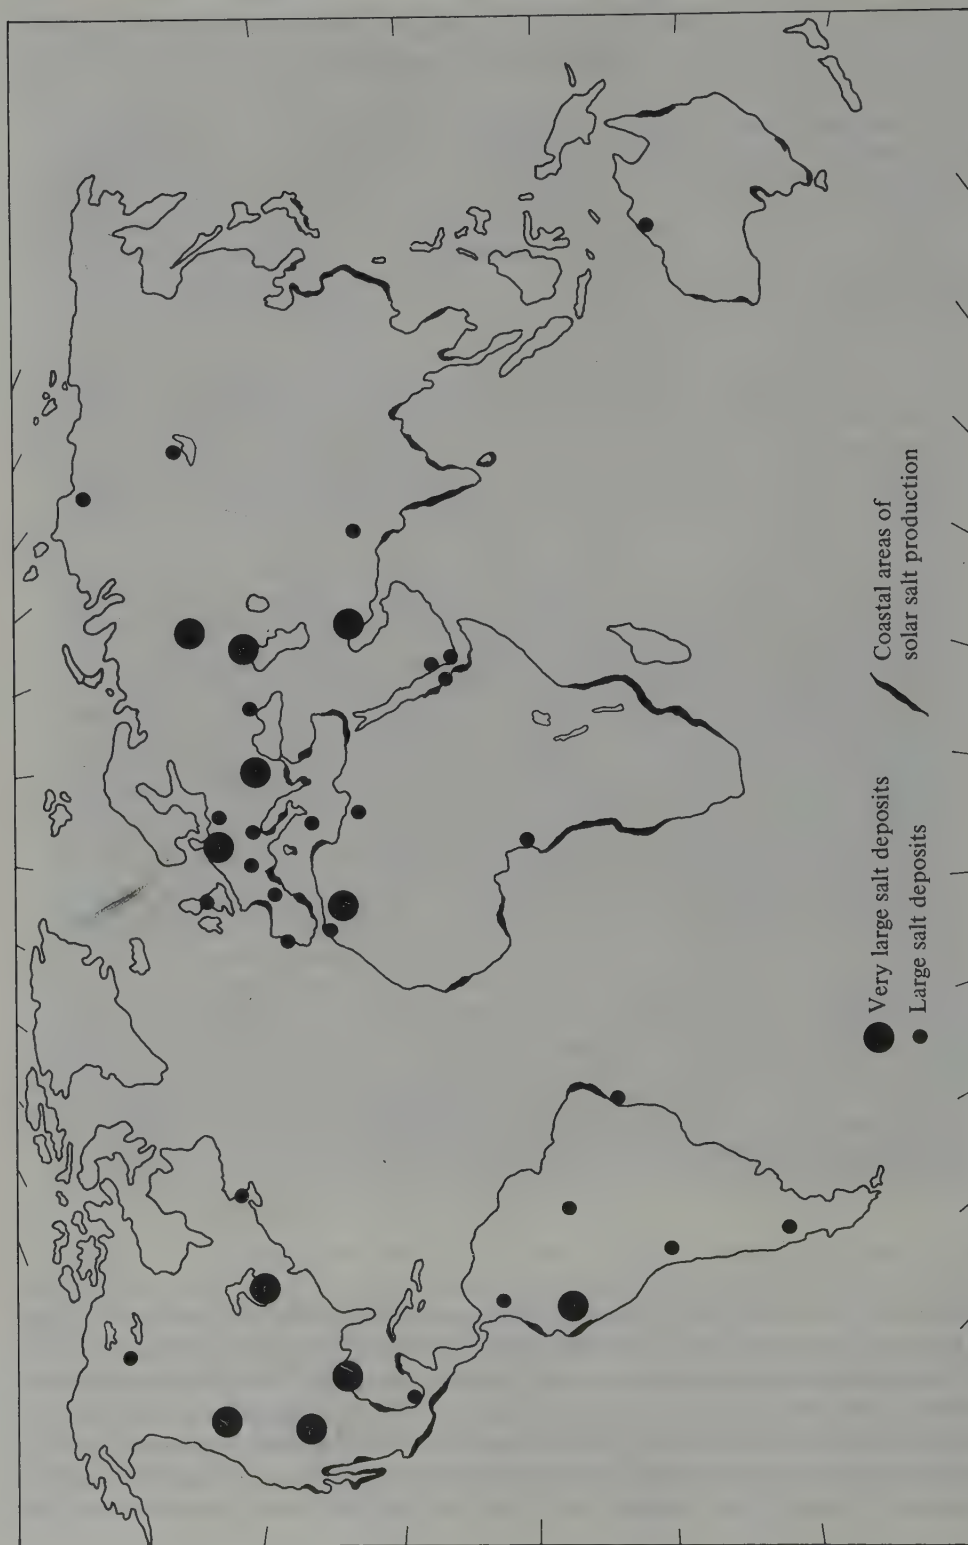 Very large salt deposits
Large salt deposits
Coastal areas of
solar salt production